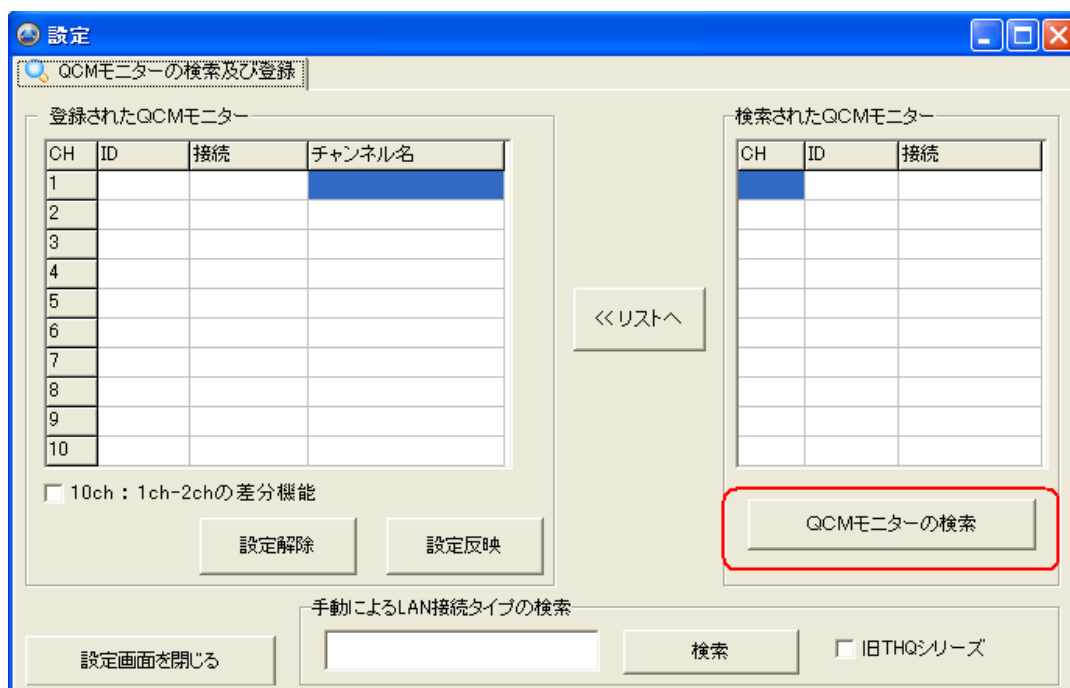 設定
QCMモニターの検索及び登録
登録されたQCMモニター
CH ID 接続 チャンネル名
1
2
3
4
5
6
7
8
9
10
10ch：1ch-2chの差分機能
設定解除 設定反映
<<リストへ
検索されたQCMモニター
CH ID 接続
QCMモニターの検索
手動によるLAN接続タイプの検索
設定画面を閉じる
検索
旧THQシリーズ